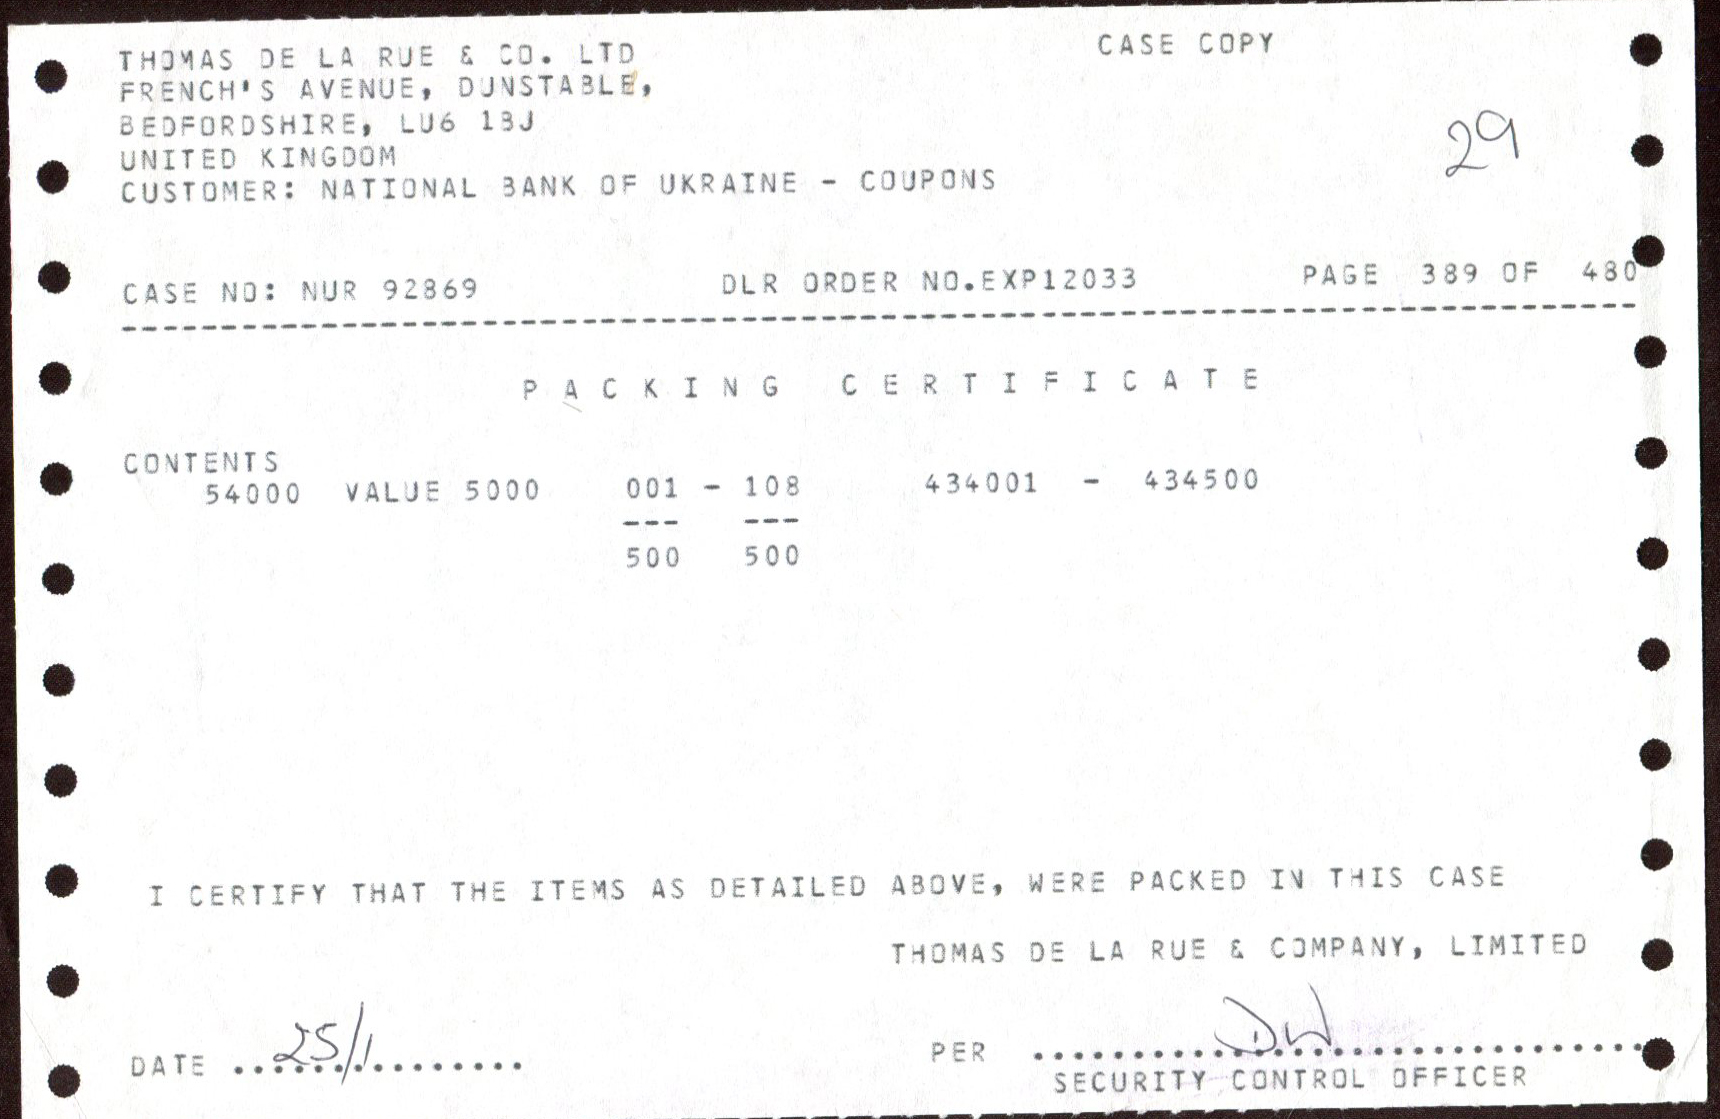 THOMAS DE LA RUE & CO. LTD
CASE COPY
FRENCH'S AVENUE, DUNSTABLE,
BEDFORDSHIRE, LU6 1BJ
29
UNITED KINGDOM
CUSTOMER: NATIONAL BANK OF UKRAINE - COUPONS
CASE NO: NUR 92869 DLR ORDER NO.EXP12033 PAGE 389 OF 480
PACKING CERTIFICATE
CONTENTS
54000 VALUE 5000 001 - 108 434001 - 434500
--- ---
500 500
I CERTIFY THAT THE ITEMS AS DETAILED ABOVE, WERE PACKED IN THIS CASE
THOMAS DE LA RUE & COMPANY, LIMITED
DATE 25/1 PER DW
SECURITY CONTROL OFFICER